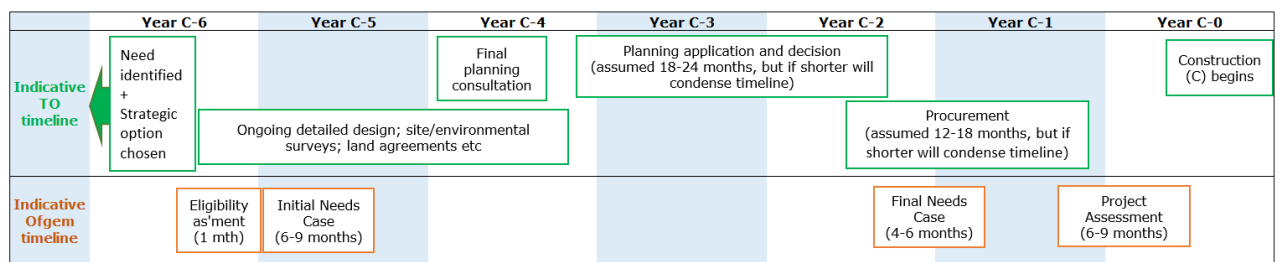 Year C-6
Year C-5
Year C-4
Year C-3
Year C-2
Year C-1
Year C-0
Indicative
TO
timeline
Need
identified
+
Strategic
option
chosen
Ongoing detailed design; site/environmental
surveys; land agreements etc
Final
planning
consultation
Planning application and decision
(assumed 18-24 months, but if shorter will
condense timeline)
Procurement
(assumed 12-18 months, but if
shorter will condense timeline)
Construction
(C) begins
Indicative
Ofgem
timeline
Eligibility
as'ment
(1 mth)
Initial Needs
Case
(6-9 months)
Final Needs
Case
(4-6 months)
Project
Assessment
(6-9 months)